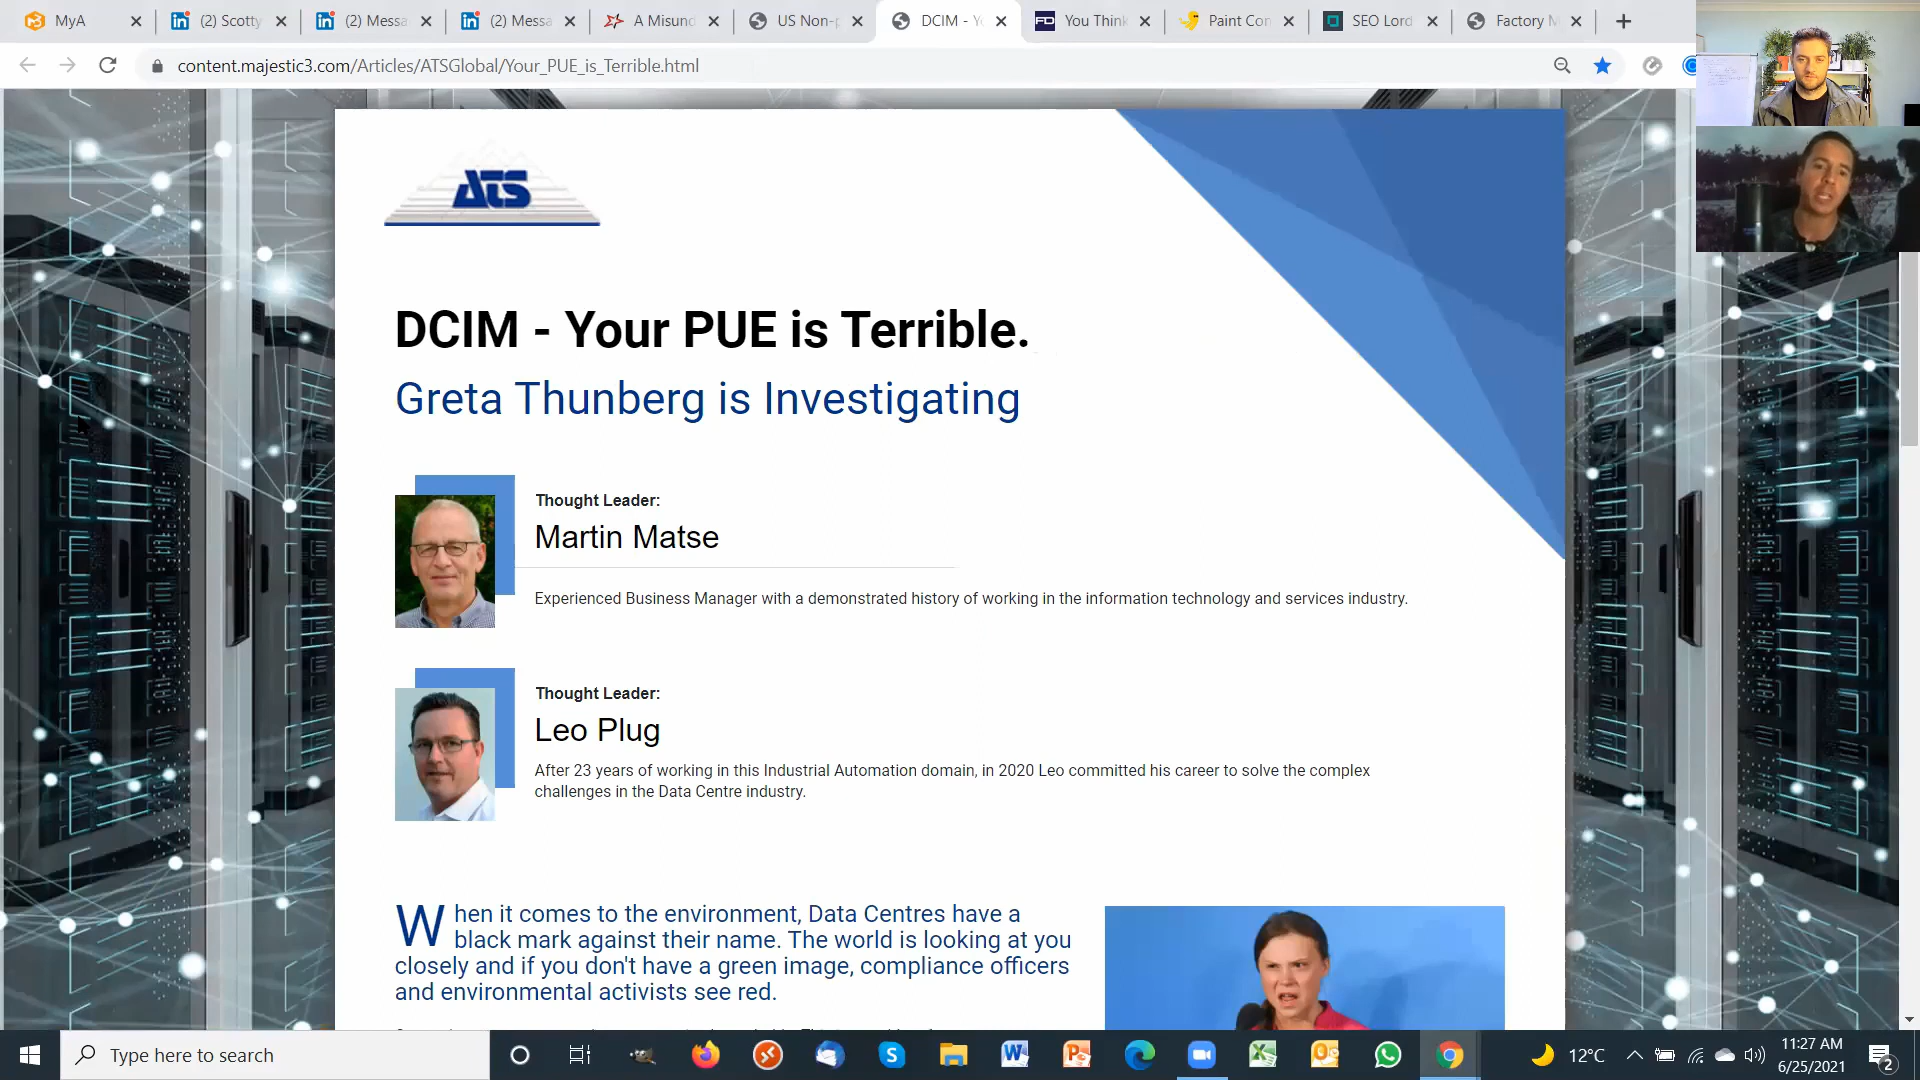 MyA
(2) Scotty
(2) Messa
(2) Messa
A Misund
US Non-p
DCIM - Y
You Think
Paint Con
SEO Lord
Factory M
content.majestic3.com/Articles/ATSGlobal/Your_PUE_is_Terrible.html
ATS
DCIM - Your PUE is Terrible.
Greta Thunberg is Investigating
Thought Leader:
Martin Matse
Experienced Business Manager with a demonstrated history of working in the information technology and services industry.
Thought Leader:
Leo Plug
After 23 years of working in this Industrial Automation domain, in 2020 Leo committed his career to solve the complex
challenges in the Data Centre industry.
When it comes to the environment, Data Centres have a
black mark against their name. The world is looking at you
closely and if you don't have a green image, compliance officers
and environmental activists see red.
Type here to search
12°C
11:27 AM
6/25/2021
2